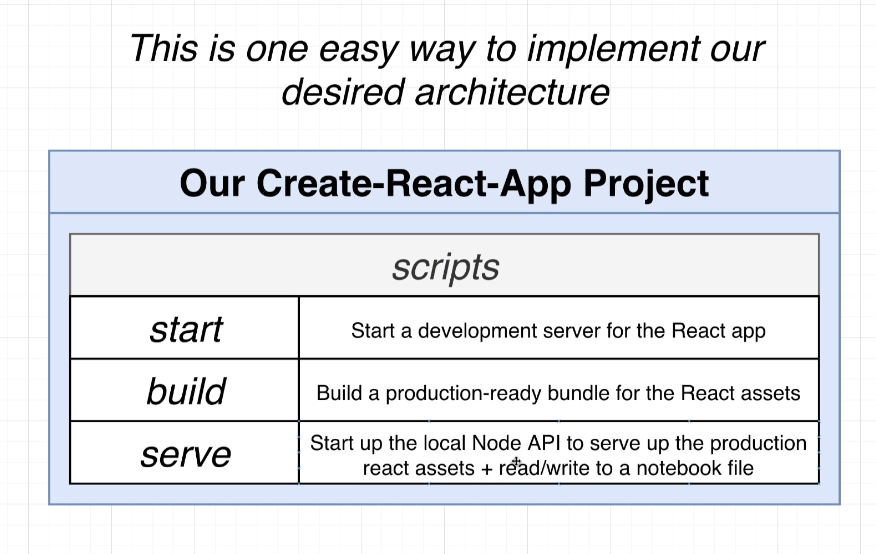 This is one easy way to implement our
desired architecture
Our Create-React-App Project
scripts
start
Start a development server for the React app
build
Build a production-ready bundle for the React assets
serve
Start up the local Node API to serve up the production
react assets + read/write to a notebook file